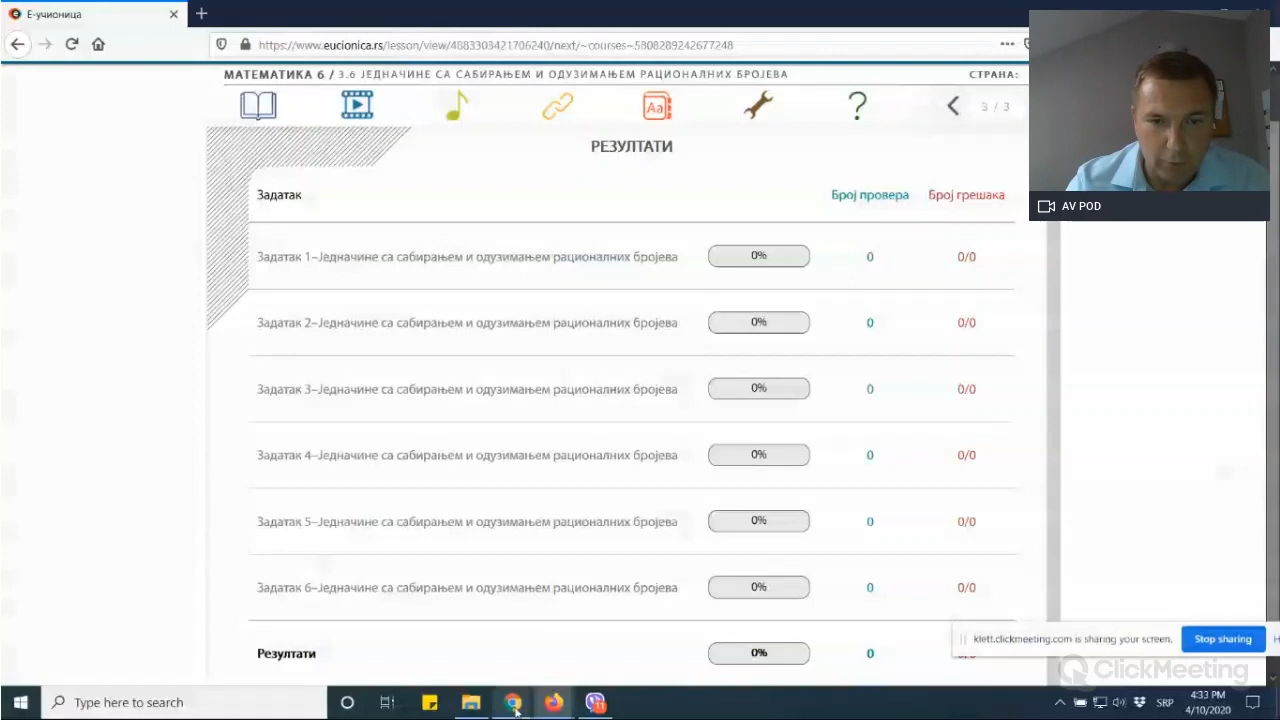 Е-учионица
https://www.eucionica.rs/lesson/view/4883303421706240/next/~courses~5808289242677248
МАТЕМАТИКА 6 / 3.6 ЈЕДНАЧИНЕ СА САБИРАЊЕМ И ОДУЗИМАЊЕМ РАЦИОНАЛНИХ БРОЈЕВА СТРАНА:
Aa ? 3 / 3
РЕЗУЛТАТИ
Задатак Број провера Број грешака
Задатак 1–Једначине са сабирањем и одузимањем рационалних бројева 0% 0 0/0
Задатак 2–Једначине са сабирањем и одузимањем рационалних бројева 0% 0 0/0
Задатак 3–Једначине са сабирањем и одузимањем рационалних бројева 0% 0 0/0
Задатак 4–Једначине са сабирањем и одузимањем рационалних бројева 0% 0 0/0
Задатак 5–Једначине са сабирањем и одузимањем рационалних бројева 0% 0 0/0
Задатак 6–Једначине са сабирањем и одузимањем рационалних бројева 0% 0 0/0
Резултати 0% 0
AV POD
klett.clickmeeting.com is sharing your screen. Stop sharing H
ClickMeeting
Type here to search 11 SRP 4:33 PM
4/10/2020